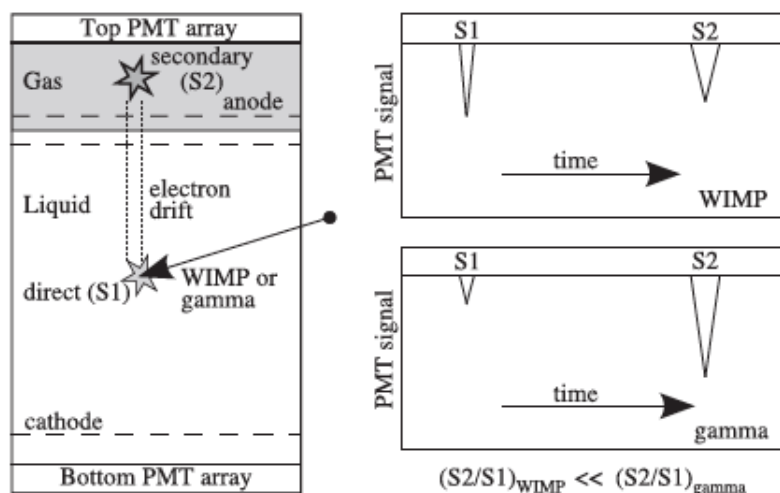 Top PMT array
secondary
(S2)
Gas
anode
Liquid
electron
drift
direct (S1)
WIMP or
gamma
cathode
Bottom PMT array
S1 S2
PMT signal
time
WIMP
S1 S2
PMT signal
time
gamma
(S2/S1)WIMP << (S2/S1)gamma